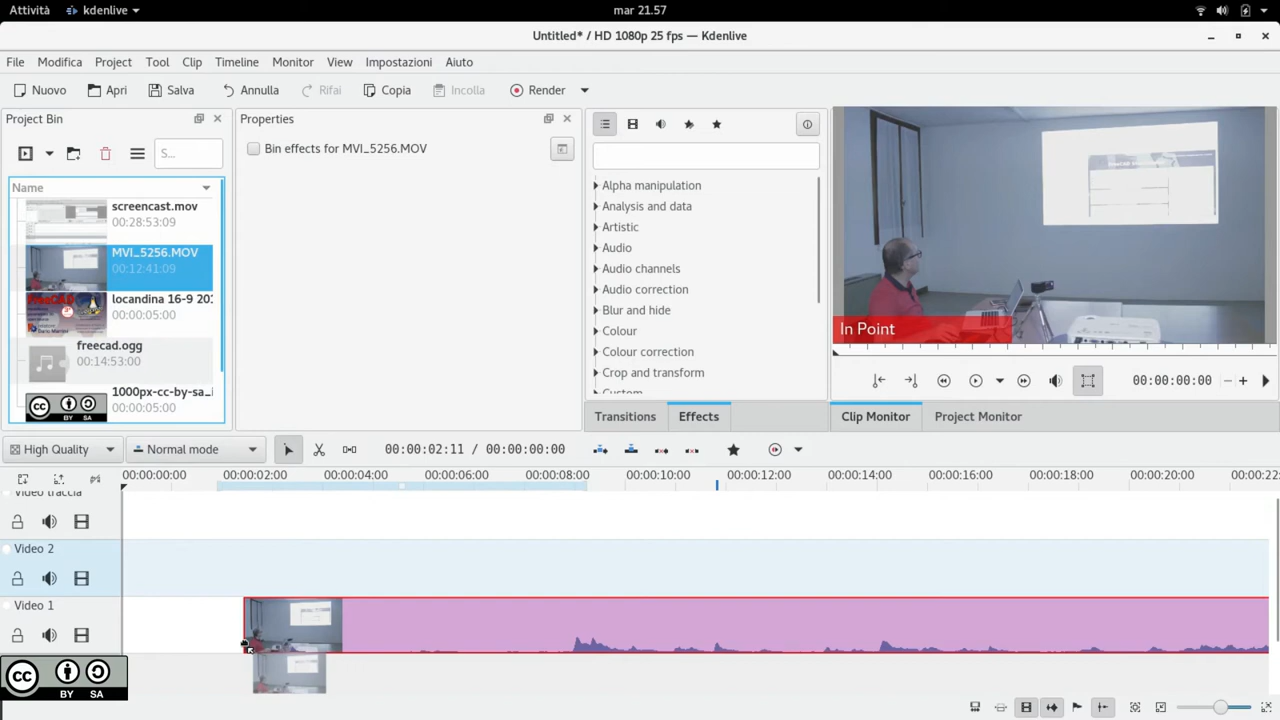 Attività kdenlive mar 21.57
Untitled* / HD 1080p 25 fps — Kdenlive
File Modifica Project Tool Clip Timeline Monitor View Impostazioni Aiuto
Nuovo Apri Salva Annulla Rifai Copia Incolla Render
Project Bin
S...
Name
screencast.mov
00:28:53:09
MVI_5256.MOV
00:12:41:09
locandina 16-9 20
00:00:05:00
freecad.ogg
00:14:53:00
1000px-cc-by-sa_i
00:00:05:00
Properties
Bin effects for MVI_5256.MOV
Alpha manipulation
Analysis and data
Artistic
Audio
Audio channels
Audio correction
Blur and hide
Colour
Colour correction
Crop and transform
Custom
Transitions Effects
In Point
00:00:00:00
Clip Monitor Project Monitor
High Quality Normal mode 00:00:02:11 / 00:00:00:00
00:00:00:00 00:00:02:00 00:00:04:00 00:00:06:00 00:00:08:00 00:00:10:00 00:00:12:00 00:00:14:00 00:00:16:00 00:00:18:00 00:00:20:00 00:00:22:
Video traccia
Video 2
Video 1
cc
BY SA